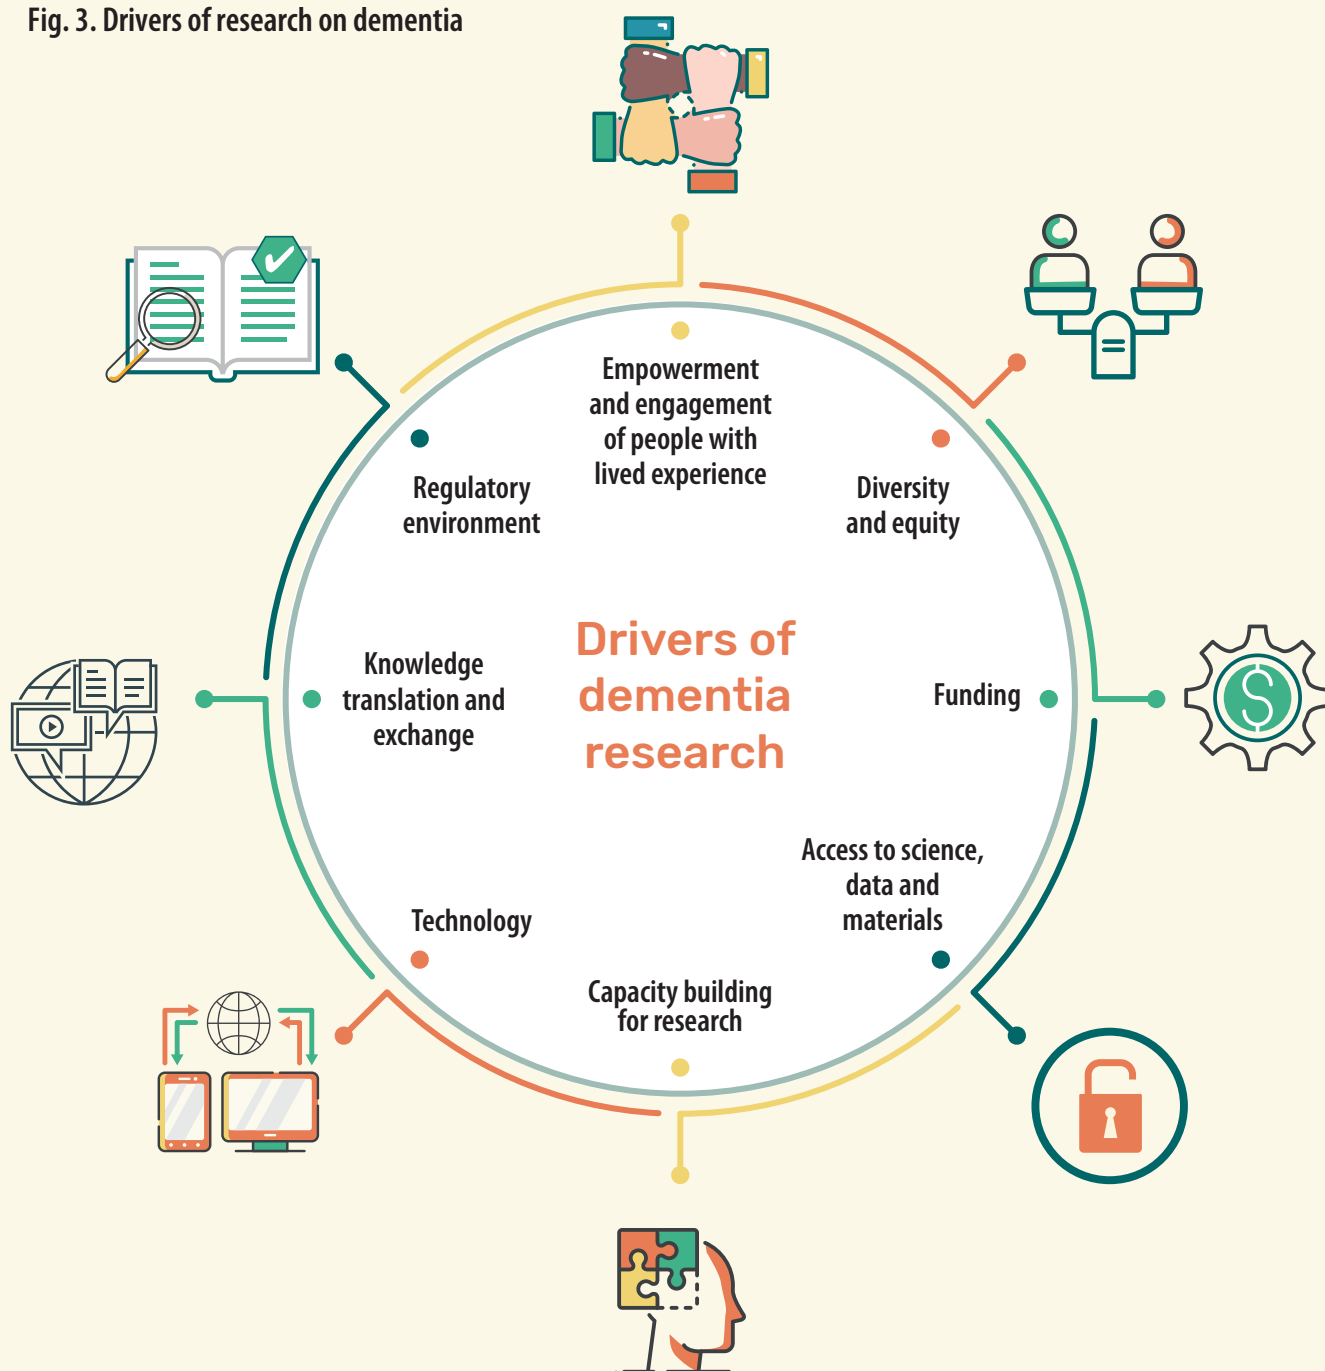 Fig. 3. Drivers of research on dementia
Empowerment
and engagement
of people with
lived experience
Diversity
and equity
Funding
Access to science,
data and
materials
Capacity building
for research
Technology
Knowledge
translation and
exchange
Regulatory
environment
Drivers of
dementia
research